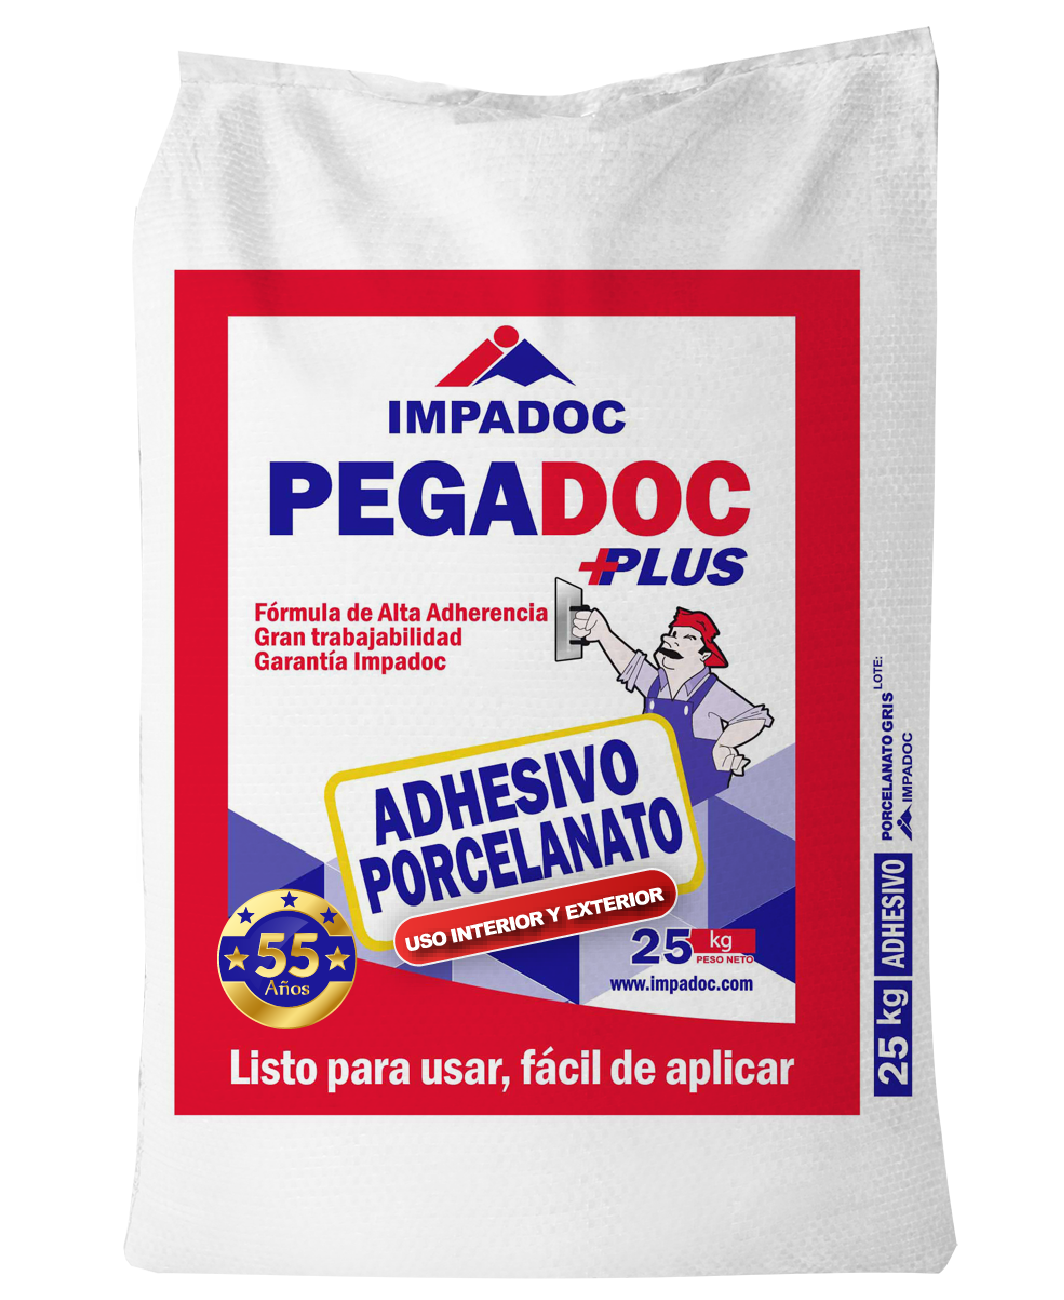 IMPADOC
PEGADOC
+PLUS
Fórmula de Alta Adherencia
Gran trabajabilidad
Garantía Impadoc
ADHESIVO
PORCELANATO
USO INTERIOR Y EXTERIOR
55
Años
25 kg
PESO NETO
www.impadoc.com
Listo para usar, fácil de aplicar
25 kg ADHESIVO PORCELANATO GRIS LOTE:
IMPADOC